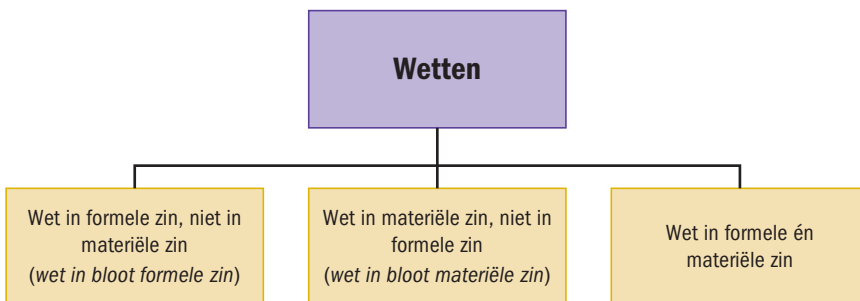 Wetten
Wet in formele zin, niet in
materiële zin
(wet in bloot formele zin)
Wet in materiële zin, niet in
formele zin
(wet in bloot materiële zin)
Wet in formele én
materiële zin